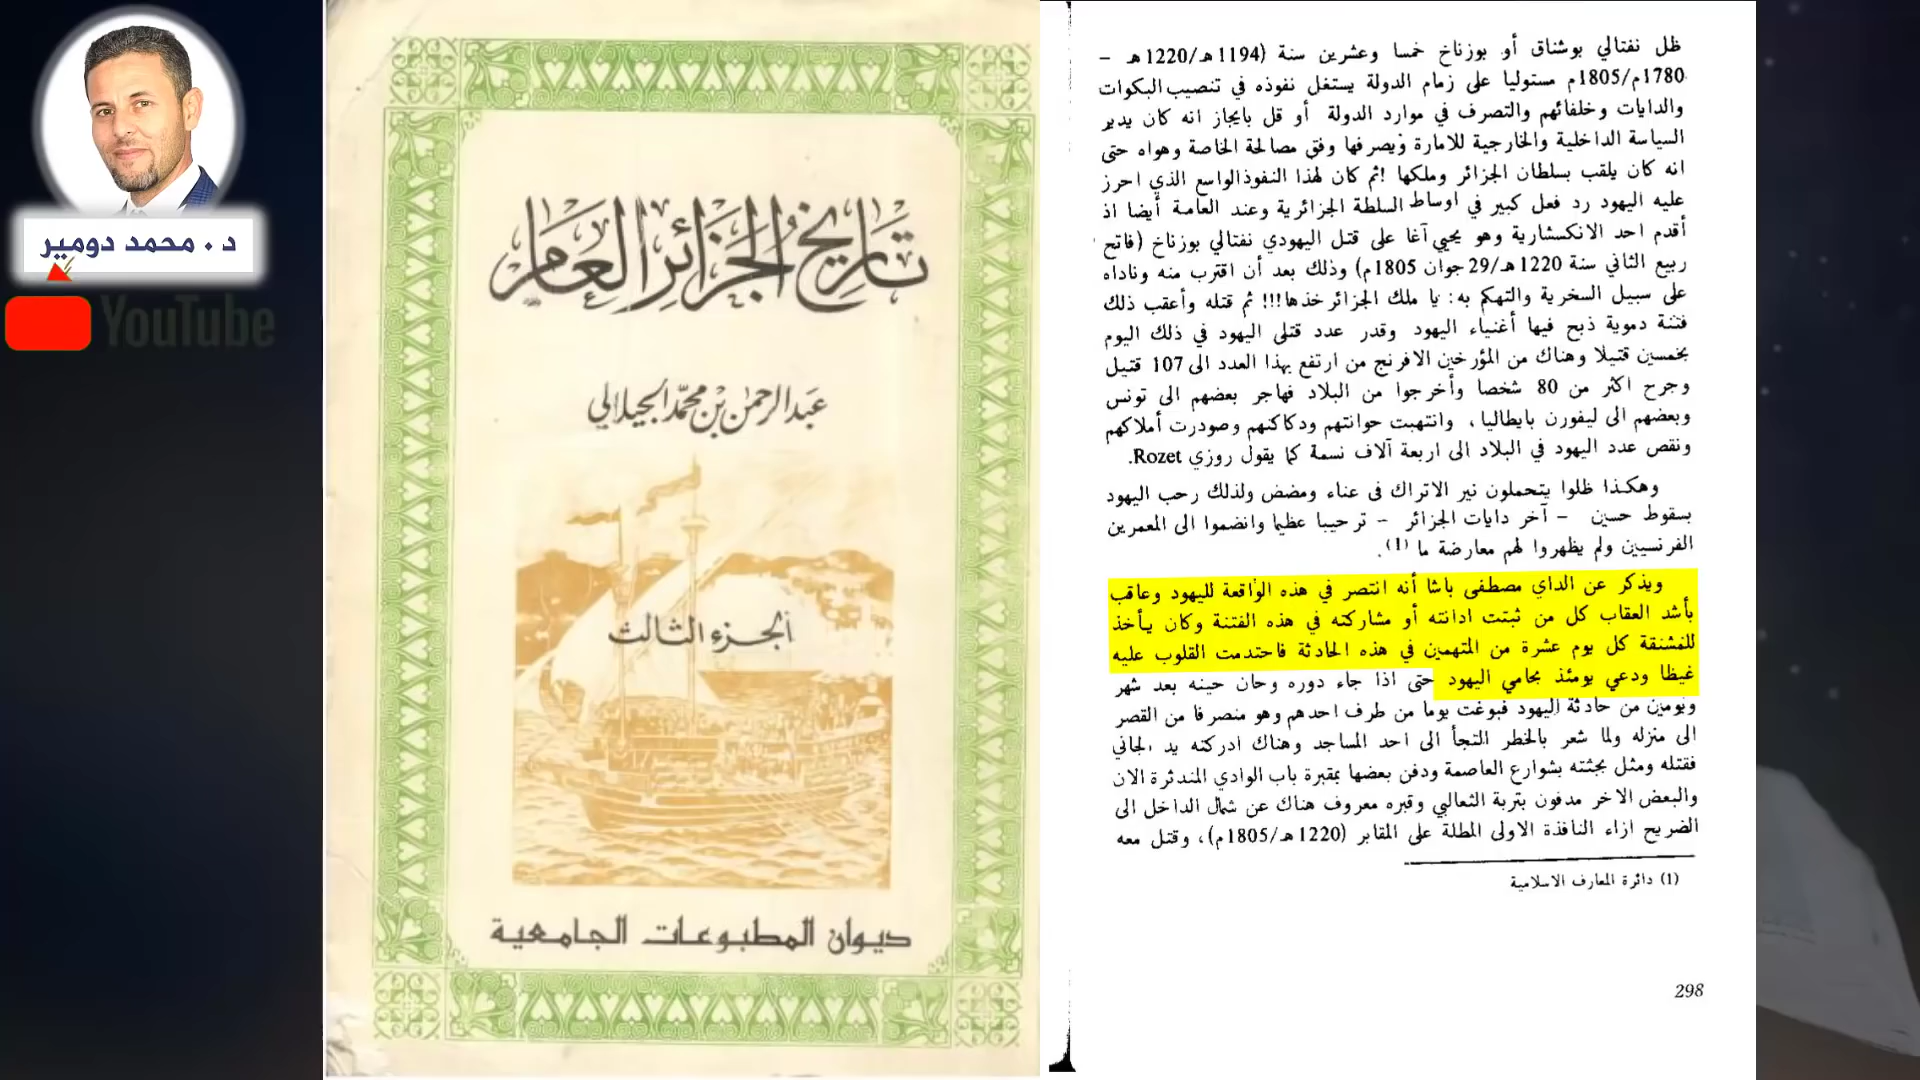 د . محمد دومير
YouTube
تاريخ الجزائر العام
عبد الرحمن بن محمد الجيلالي
الجزء الثالث
ديوان المطبوعات الجامعية
ظل نفتالي بوشناق أو بوزناخ خمسا وعشرين سنة (1194هـ/1220هـ –
1780م/1805م مستوليا على زمام الدولة يستغل نفوذه في تنصيب البكوات
والدايات وخلفائهم والتصرف في موارد الدولة أو قل بايجاز انه كان يدير
السياسة الداخلية والخارجية للامارة ويصرفها وفق مصالحة الخاصة وهواه حتى
انه كان يلقب بسلطان الجزائر وملكها !ثم كان لهذا النفوذ الواسع الذي احرز
عليه اليهود رد فعل كبير في اوساط السلطة الجزائرية وعند العامة أيضا اذ
أقدم احد الانكسشارية وهو يحيي آغا على قتل اليهودي نفتالي بوزناخ (فاتح
ربيع الثاني سنة 1220هـ/29 جوان 1805م) وذلك بعد أن اقترب منه وناداه
على سبيل السخرية والتهكم به: يا ملك الجزائر خذها!!! ثم قتله وأعقب ذلك
فتنة دموية ذبح فيها أغنياء اليهود وقدر عدد قتلى اليهود في ذلك اليوم
بخمسين قتيلا وهناك من المؤرخين الافرنج من ارتفع بهذا العدد الى 107 قتيل
وجرح اكثر من 80 شخصا وأخرجوا من البلاد فهاجر بعضهم الى تونس
وبعضهم الى ليفورن بايطاليا، وانتهبت حوانتهم ودكاكنهم وصودرت أملاكهم
ونقص عدد اليهود في البلاد الى اربعة آلاف نسمة كما يقول روزي Rozet.
وهكذا ظلوا يتحملون نير الاتراك في عناء ومضض ولذلك رحب اليهود
بسقوط حسين – آخر دايات الجزائر – ترحيبا عظيما وانضموا الى المعمرين
الفرنسيين ولم يظهروا لهم معارضة ما (1).
ويذكر عن الداي مصطفى باشا أنه انتصر في هذه الواقعة لليهود وعاقب
بأشد العقاب كل من ثبتت ادانته أو مشاركته في هذه الفتنة وكان يأخذ
للمشنقة كل يوم عشرة من المتهمين في هذه الحادثة فاحتدمت القلوب عليه
غيظا ودعي يومئذ بحامي اليهود حتى اذا جاء دوره وحان حينه بعد شهر
ويومين من حادثة اليهود فبوغت يوما من طرف احدهم وهو منصرفا من القصر
الى منزله ولما شعر بالخطر التجأ الى احد المساجد وهناك ادركته يد الجاني
فقتله ومثل بجثته بشوارع العاصمة ودفن بعضها بمقبرة باب الوادي المندثرة الان
والبعض الاخر مدفون بتربة الثعالبي وقبره معروف هناك عن شمال الداخل الى
الضريح ازاء النافذة الاولى المطلة على المقابر (1220هـ/1805م)، وقتل معه
(1) دائرة المعارف الاسلامية
298